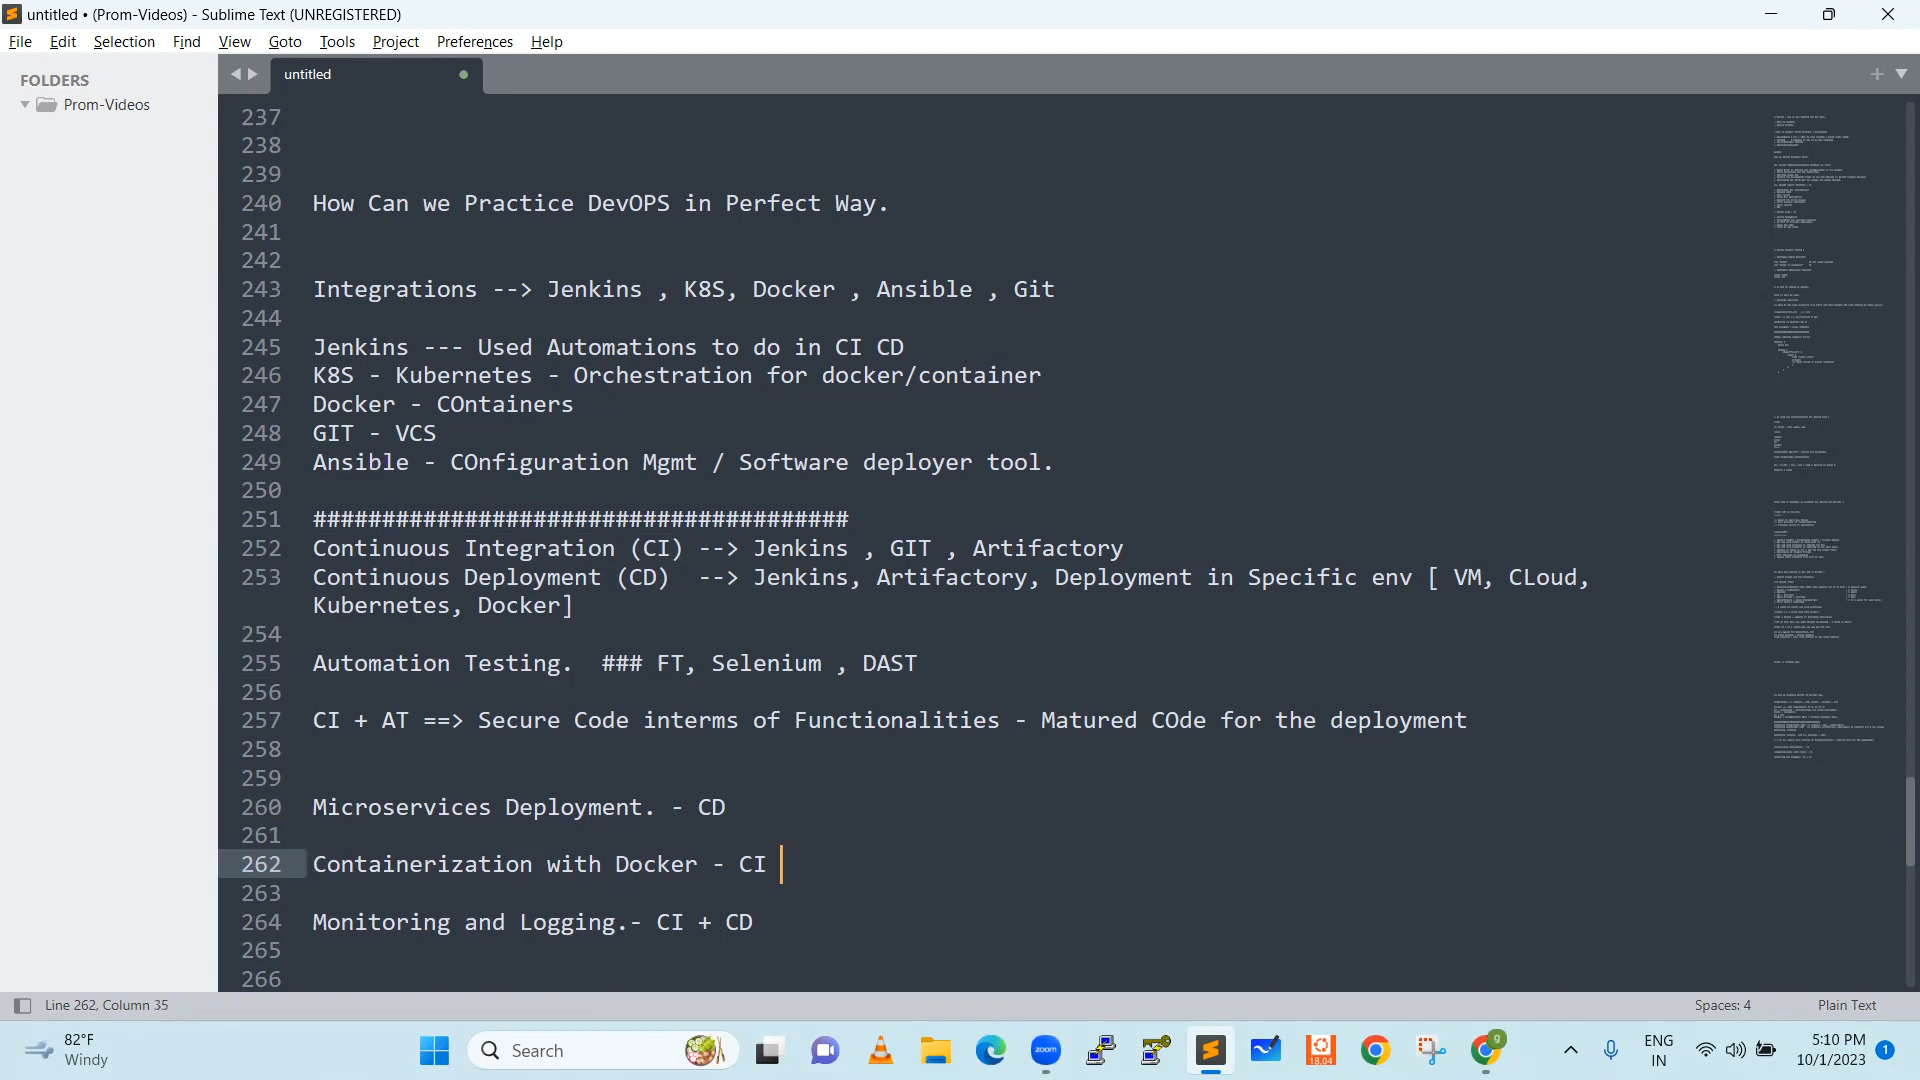 untitled • (Prom-Videos) - Sublime Text (UNREGISTERED)
File Edit Selection Find View Goto Tools Project Preferences Help
FOLDERS
Prom-Videos
untitled
237
238
239
240 How Can we Practice DevOPS in Perfect Way.
241
242
243 Integrations --> Jenkins , K8S, Docker , Ansible , Git
244
245 Jenkins --- Used Automations to do in CI CD
246 K8S - Kubernetes - Orchestration for docker/container
247 Docker - COntainers
248 GIT - VCS
249 Ansible - COnfiguration Mgmt / Software deployer tool.
250
251 #######################################
252 Continuous Integration (CI) --> Jenkins , GIT , Artifactory
253 Continuous Deployment (CD)  --> Jenkins, Artifactory, Deployment in Specific env [ VM, CLoud,
Kubernetes, Docker]
254
255 Automation Testing.  ### FT, Selenium , DAST
256
257 CI + AT ==> Secure Code interms of Functionalities - Matured COde for the deployment
258
259
260 Microservices Deployment. - CD
261
262 Containerization with Docker - CI
263
264 Monitoring and Logging.- CI + CD
265
266
Line 262, Column 35
Spaces: 4
Plain Text
82°F
Windy
Search
zoom
18.04
g
ENG
IN
5:10 PM
10/1/2023
1